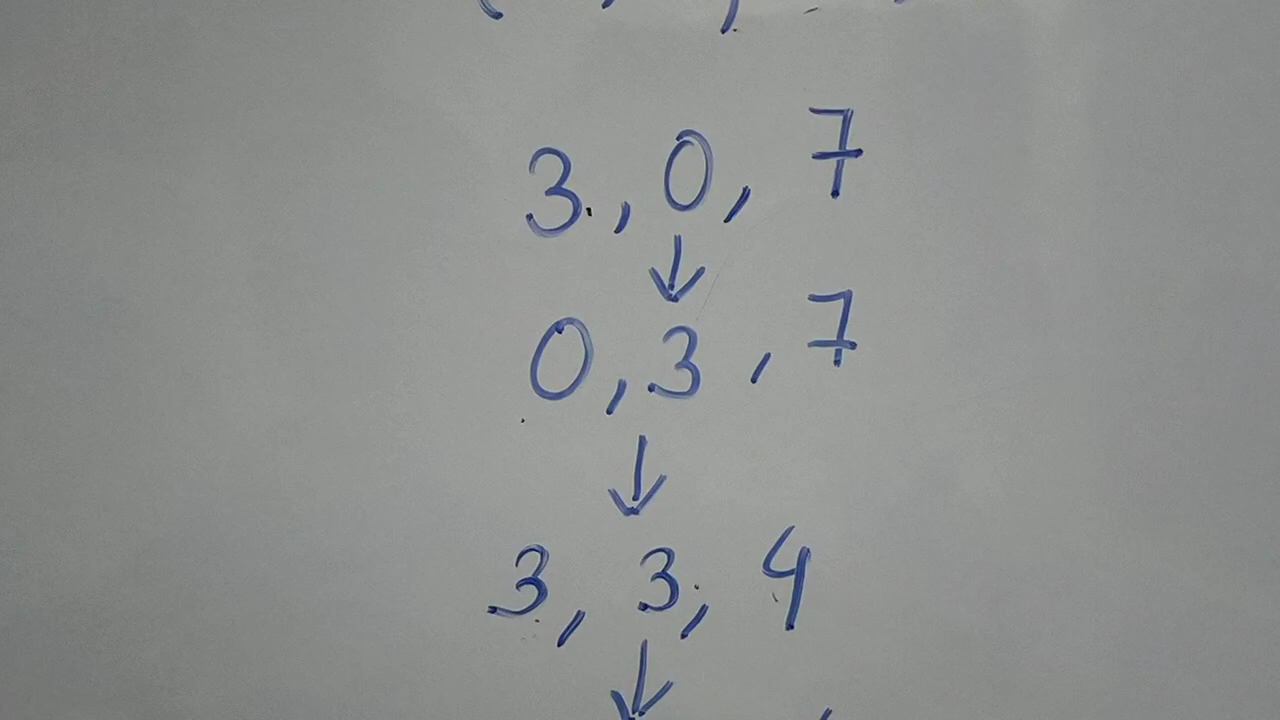 3, 0, 7
↓
0, 3, 7
↓
3, 3, 4
↓